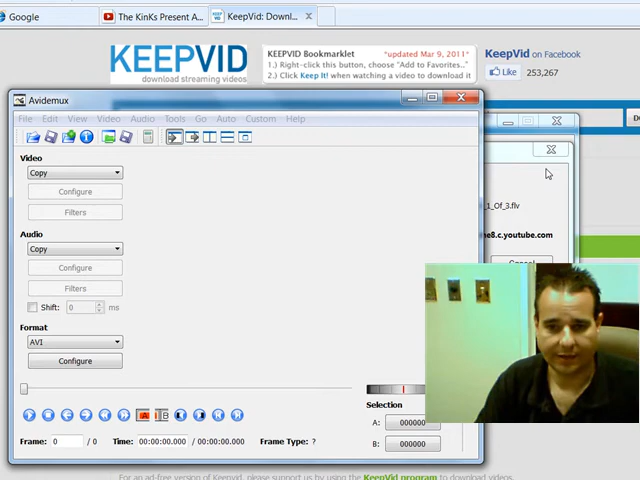 Google
The KinKs Present A...
KeepVid: Downl...
KEEPVID
download streaming videos
KEEPVID Bookmarklet *updated Mar 9, 2011*
1.) Right-click this button, choose "Add to Favorites.."
2.) Click Keep It! when watching a video to download it
KeepVid on Facebook
Like 253,267
Avidemux
File Edit View Video Audio Tools Go Auto Custom Help
Video
Copy
Configure
Filters
_1_Of_3.flv
ne8.c.youtube.com
Cancel
Audio
Copy
Configure
Filters
Shift: 0 ms
Format
AVI
Configure
Selection
A: 000000
B: 000000
Frame: 0 / 0 Time: 00:00:00.000 / 00:00:00.000 Frame Type: ?
For an ad-free version of Keepvid, please support us by using the KeepVid program to download videos.